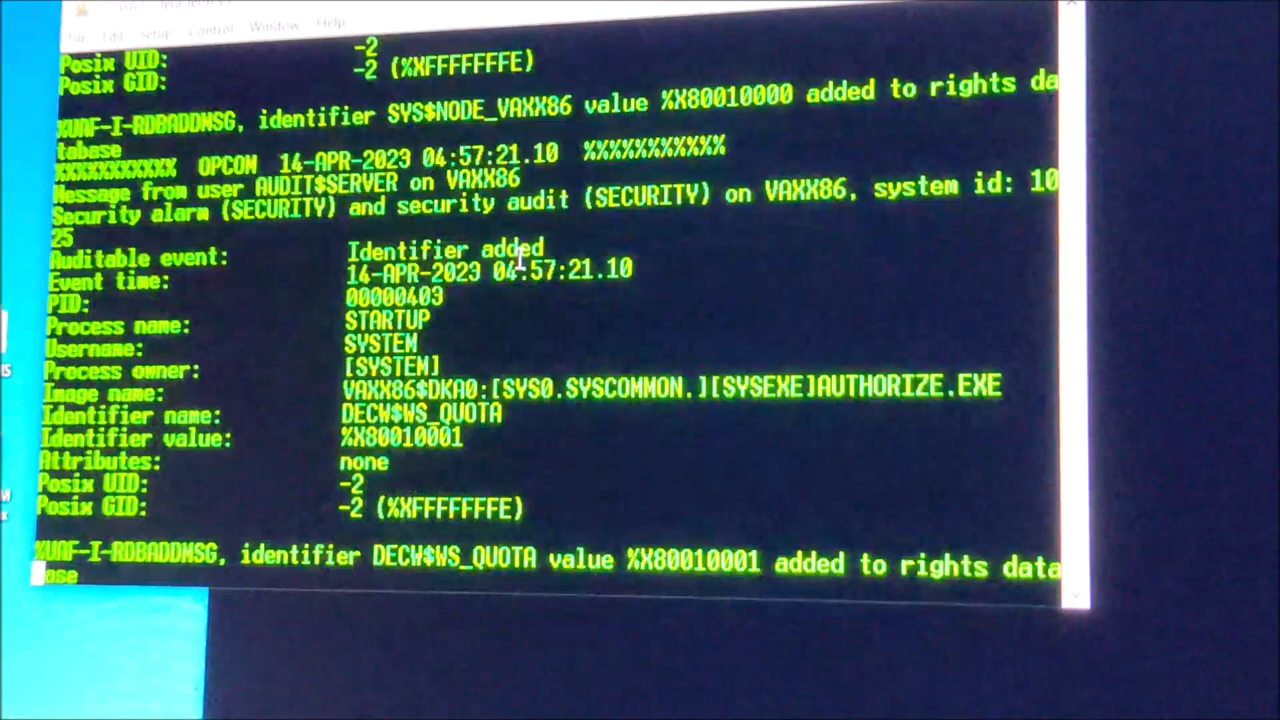 File Edit Setup Control Window Help
-2
Posix UID:
-2 (%XFFFFFFFE)
Posix GID:
%UAF-I-RDBADDMSG, identifier SYS$NODE_VAXX86 value %X80010000 added to rights da
tabase
%%%%%%%%%%% OPCOM 14-APR-2023 04:57:21.10 %%%%%%%%%%%
Message from user AUDIT$SERVER on VAXX86
Security alarm (SECURITY) and security audit (SECURITY) on VAXX86, system id: 10
25
Auditable event: Identifier added
Event time: 14-APR-2023 04:57:21.10
PID: 00000403
Process name: STARTUP
Username: SYSTEM
Process owner: [SYSTEM]
Image name: VAXX86$DKA0:[SYS0.SYSCOMMON.][SYSEXE]AUTHORIZE.EXE
Identifier name: DECW$WS_QUOTA
Identifier value: %X80010001
Attributes: none
Posix UID: -2
Posix GID: -2 (%XFFFFFFFE)
%UAF-I-RDBADDMSG, identifier DECW$WS_QUOTA value %X80010001 added to rights data
ase